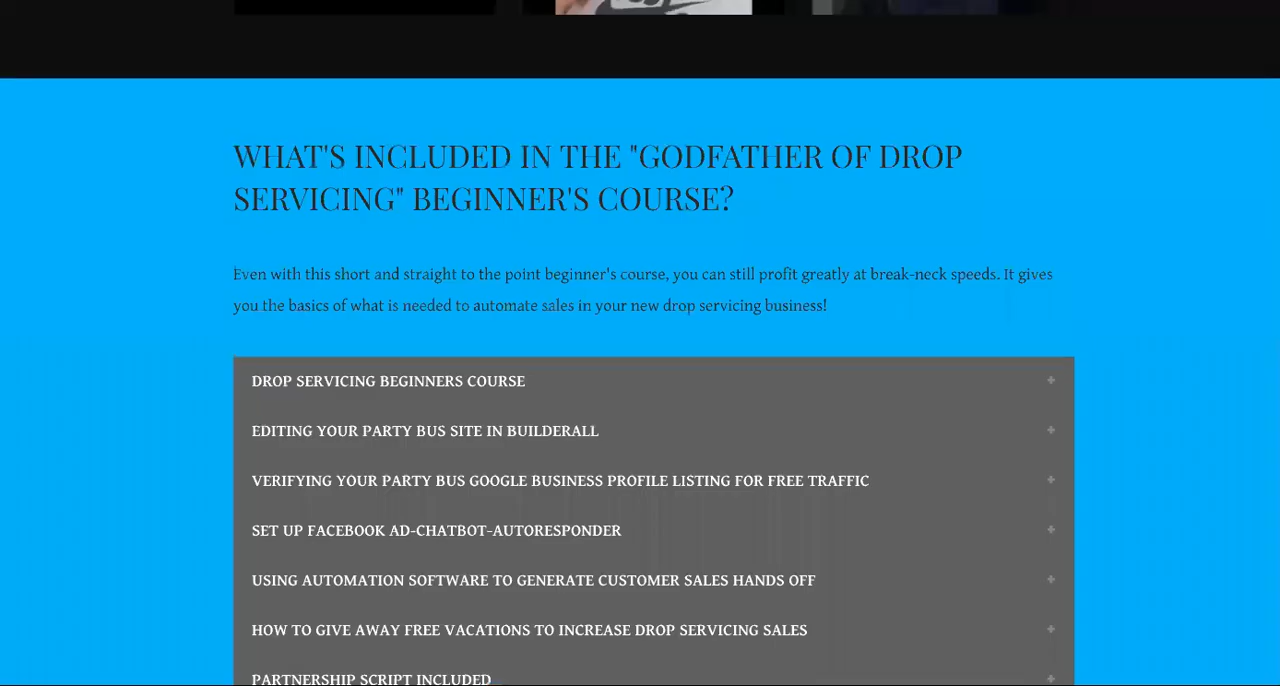 WHAT'S INCLUDED IN THE "GODFATHER OF DROP
SERVICING" BEGINNER'S COURSE?
Even with this short and straight to the point beginner's course, you can still profit greatly at break-neck speeds. It gives
you the basics of what is needed to automate sales in your new drop servicing business!
DROP SERVICING BEGINNERS COURSE +
EDITING YOUR PARTY BUS SITE IN BUILDERALL +
VERIFYING YOUR PARTY BUS GOOGLE BUSINESS PROFILE LISTING FOR FREE TRAFFIC +
SET UP FACEBOOK AD-CHATBOT-AUTORESPONDER +
USING AUTOMATION SOFTWARE TO GENERATE CUSTOMER SALES HANDS OFF +
HOW TO GIVE AWAY FREE VACATIONS TO INCREASE DROP SERVICING SALES +
PARTNERSHIP SCRIPT INCLUDED +